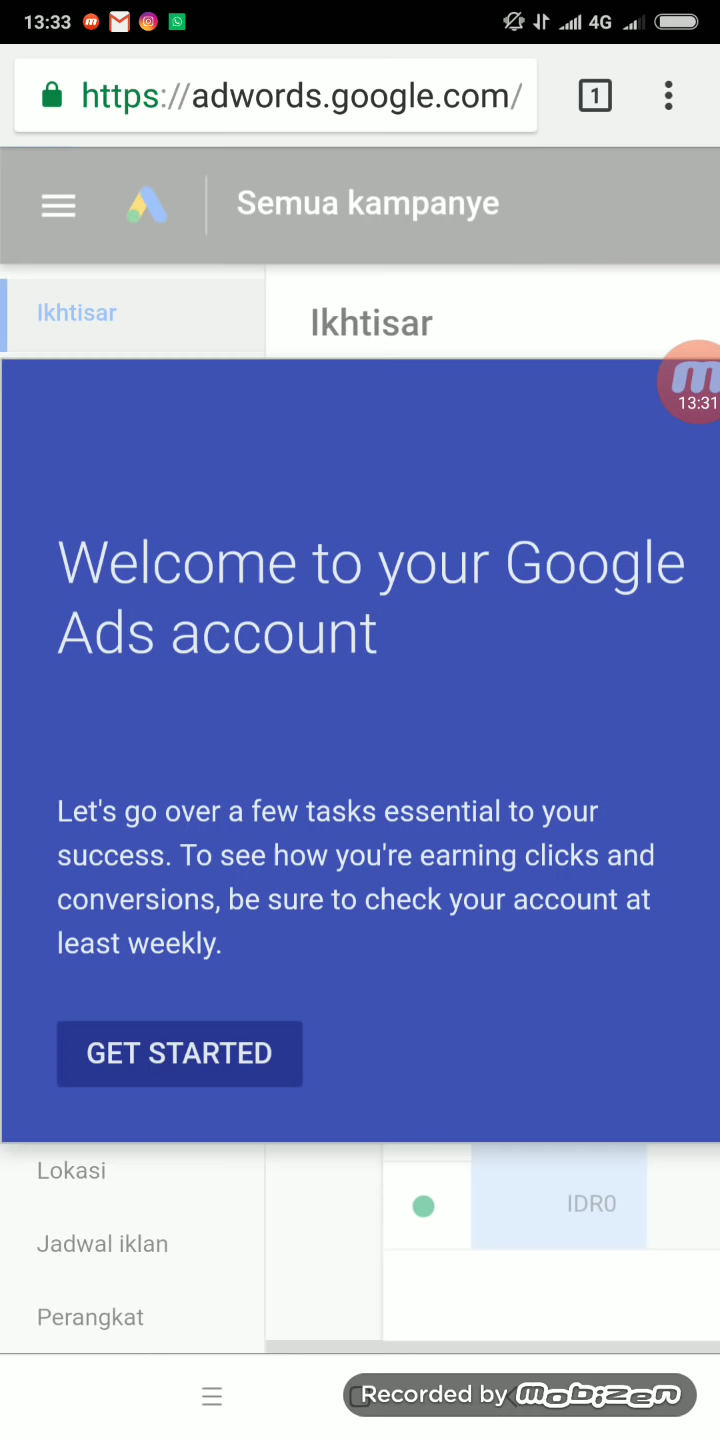 13:33
4G
https://adwords.google.com/
1
Semua kampanye
Ikhtisar
Ikhtisar
13:31
Welcome to your Google
Ads account
Let's go over a few tasks essential to your
success. To see how you're earning clicks and
conversions, be sure to check your account at
least weekly.
GET STARTED
Lokasi
IDR0
Jadwal iklan
Perangkat
Recorded by mobizen